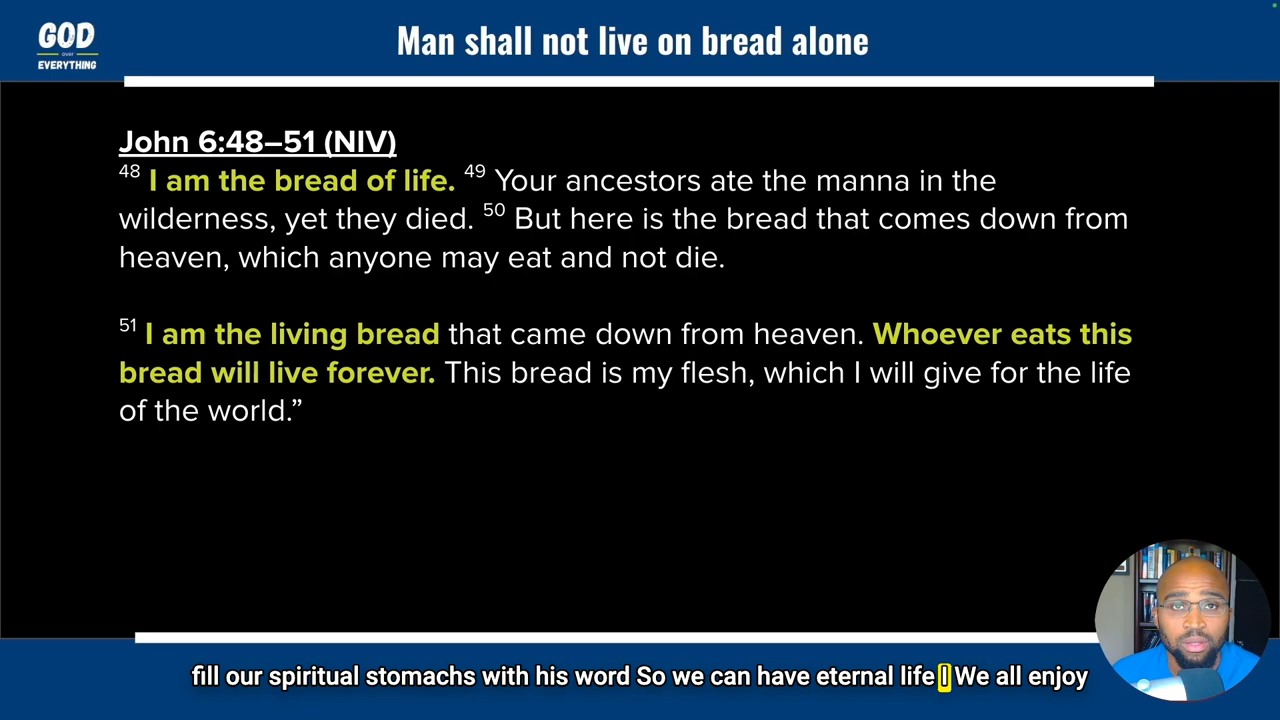 GOD
over
EVERYTHING
Man shall not live on bread alone
John 6:48–51 (NIV)
48 I am the bread of life. 49 Your ancestors ate the manna in the
wilderness, yet they died. 50 But here is the bread that comes down from
heaven, which anyone may eat and not die.
51 I am the living bread that came down from heaven. Whoever eats this
bread will live forever. This bread is my flesh, which I will give for the life
of the world.”
fill our spiritual stomachs with his word So we can have eternal life We all enjoy